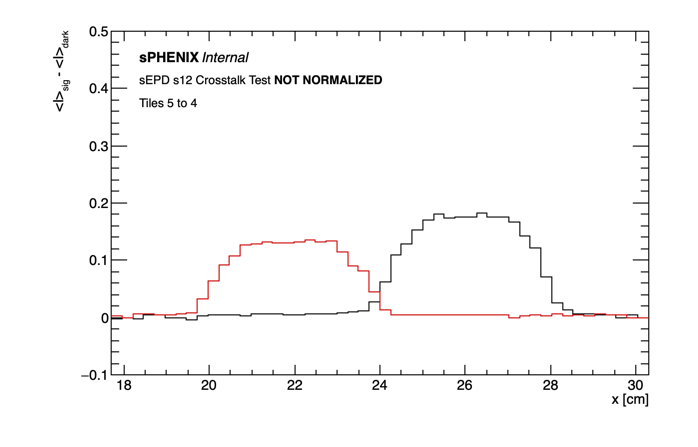 <I>sig - <I>dark
0.5
sPHENIX Internal
sEPD s12 Crosstalk Test NOT NORMALIZED
Tiles 5 to 4
0.4
0.3
0.2
0.1
0
−0.1
18 20 22 24 26 28 30
x [cm]